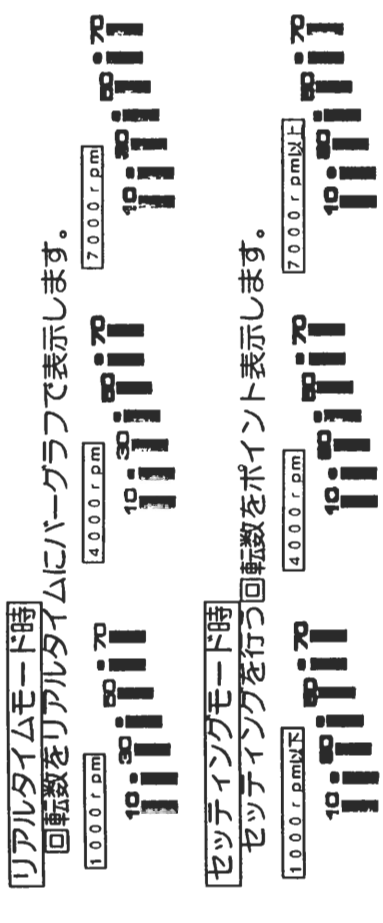 リアルタイムモード時
回転数をリアルタイムにバーグラフで表示します。
1000rpm 4000rpm 7000rpm
10・30・50・70 10・30・50・70 10・30・50・70
セッティングモード時
セッティングを行う回転数をポイント表示します。
1000rpm以下 4000rpm 7000rpm以上
10・30・50・70 10・30・50・70 10・30・50・70